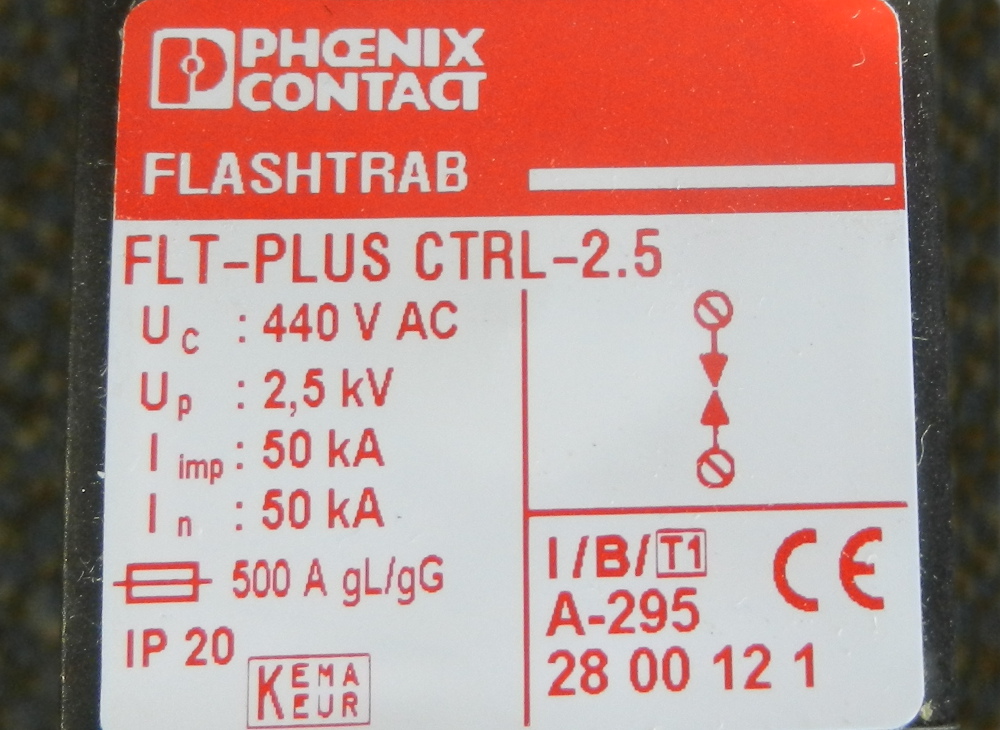 PHŒNIX
CONTACT
FLASHTRAB
FLT-PLUS CTRL-2.5
UC : 440 V AC
Up : 2,5 kV
Iimp : 50 kA
In : 50 kA
500 A gL/gG
IP 20
KEMA
KEUR
I/B/T1
CE
A-295
28 00 12 1